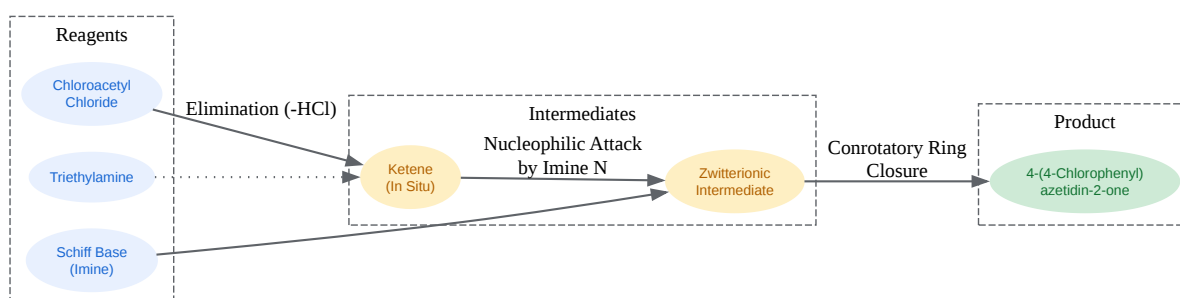 Reagents
Chloroacetyl
Chloride
Elimination (-HCl)
Triethylamine
Schiff Base
(Imine)
Intermediates
Ketene
(In Situ)
Nucleophilic Attack
by Imine N
Zwitterionic
Intermediate
Conrotatory Ring
Closure
Product
4-(4-Chlorophenyl)
azetidin-2-one